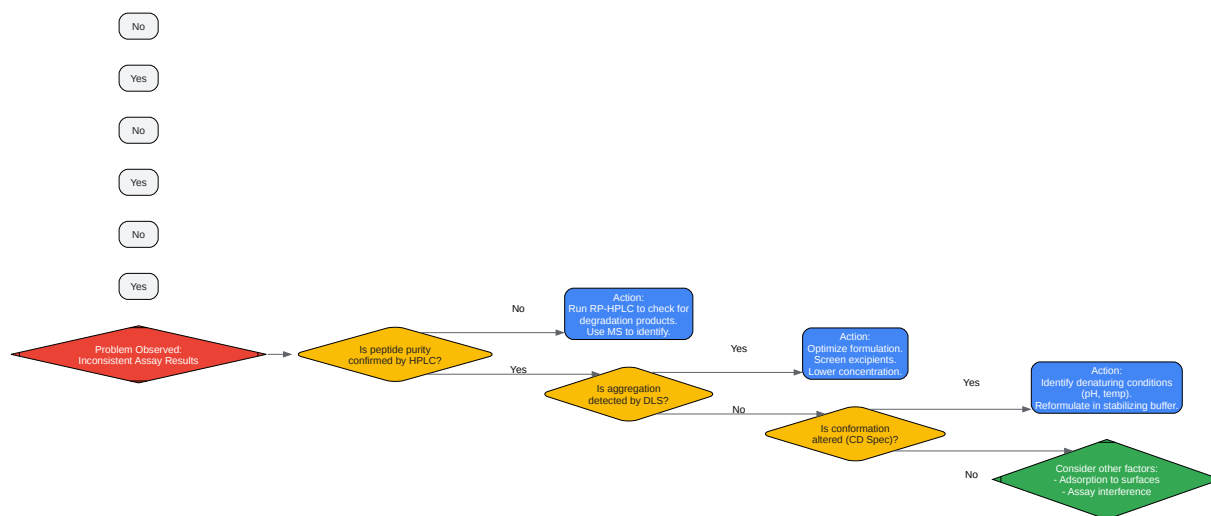 No
Yes
No
Yes
No
Yes
Problem Observed:
Inconsistent Assay Results
Is peptide purity
confirmed by HPLC?
No
Action:
Run RP-HPLC to check for
degradation products.
Use MS to identify.
Yes
Is aggregation
detected by DLS?
Yes
Action:
Optimize formulation.
Screen excipients.
Lower concentration.
No
Is conformation
altered (CD Spec)?
Yes
Action:
Identify denaturing conditions
(pH, temp).
Reformulate in stabilizing buffer.
No
Consider other factors:
- Adsorption to surfaces
- Assay interference